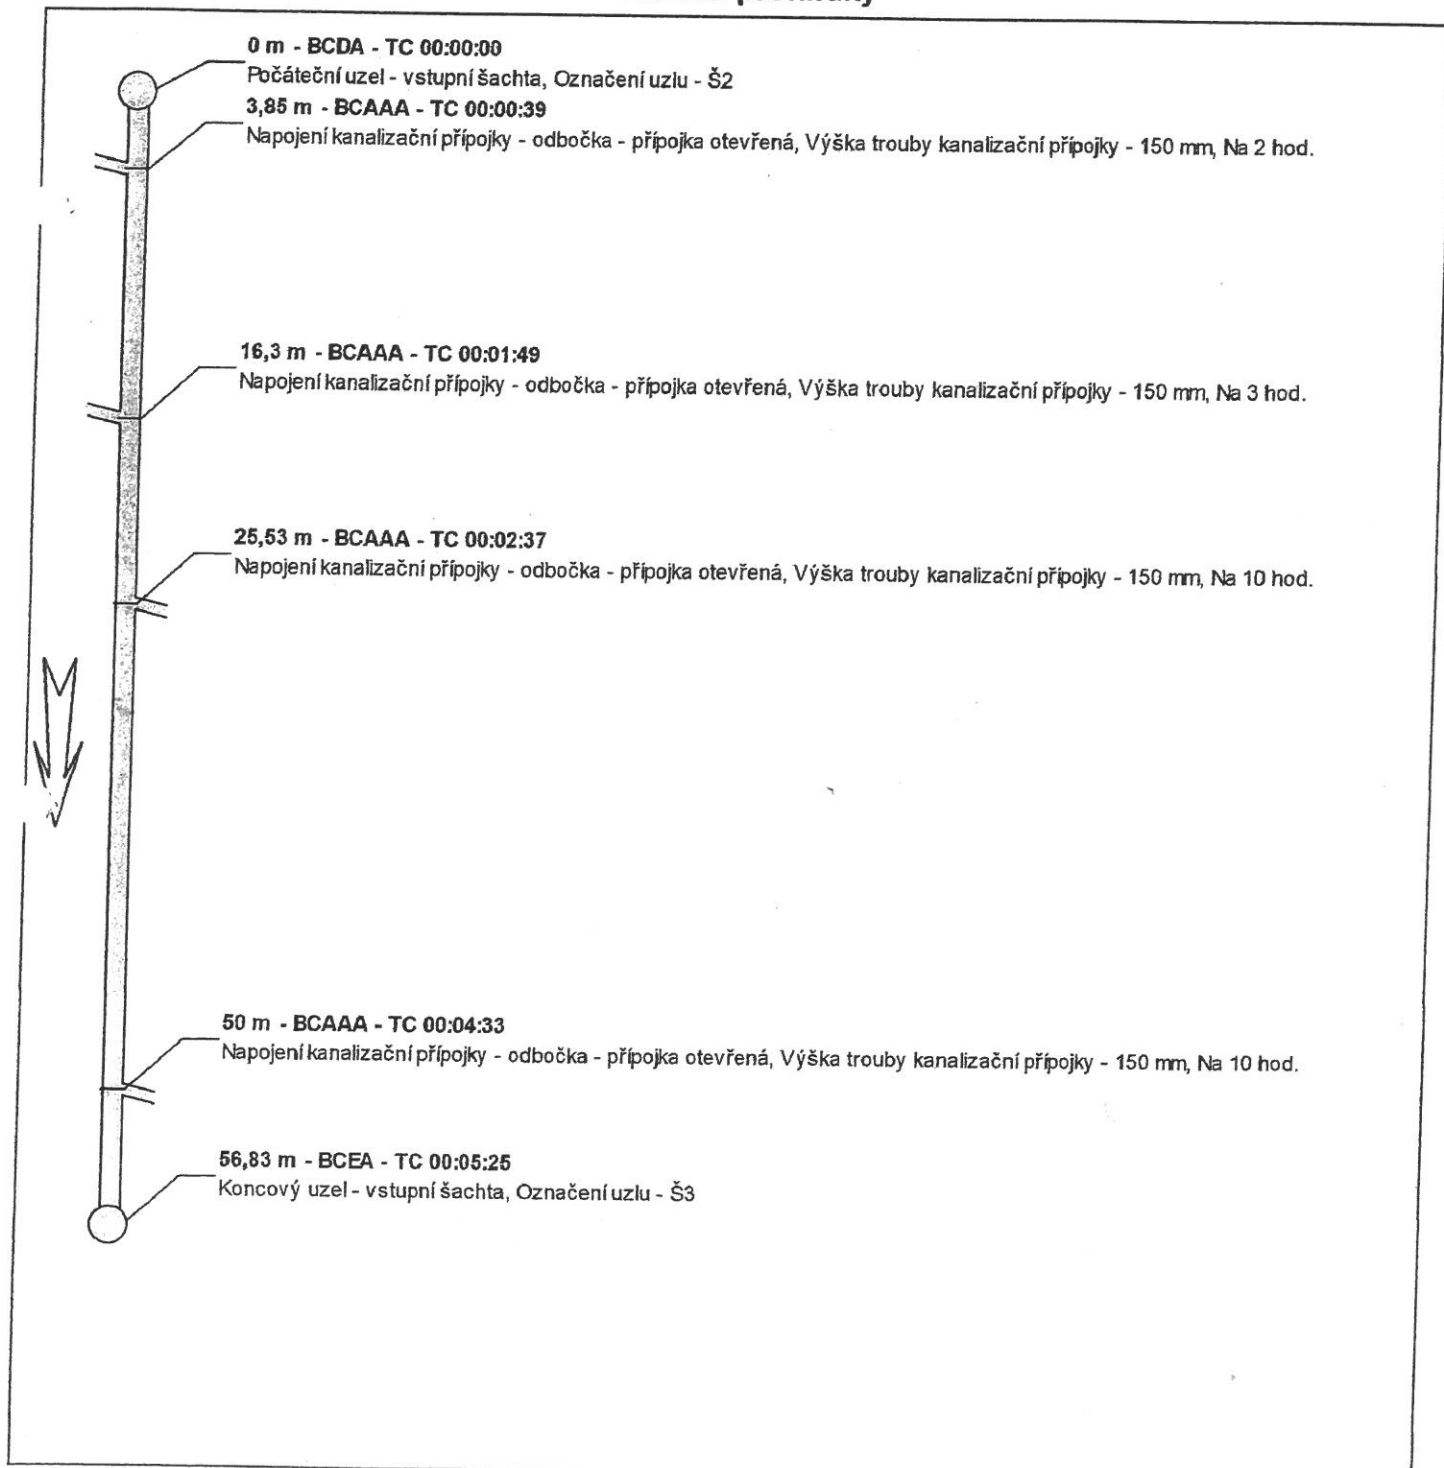 0 m - BCDA - TC 00:00:00
Počáteční uzel - vstupní šachta, Označení uzlu - Š2
3,85 m - BCAAA - TC 00:00:39
Napojení kanalizační přípojky - odbočka - přípojka otevřená, Výška trouby kanalizační přípojky - 150 mm, Na 2 hod.
16,3 m - BCAAA - TC 00:01:49
Napojení kanalizační přípojky - odbočka - přípojka otevřená, Výška trouby kanalizační přípojky - 150 mm, Na 3 hod.
25,53 m - BCAAA - TC 00:02:37
Napojení kanalizační přípojky - odbočka - přípojka otevřená, Výška trouby kanalizační přípojky - 150 mm, Na 10 hod.
50 m - BCAAA - TC 00:04:33
Napojení kanalizační přípojky - odbočka - přípojka otevřená, Výška trouby kanalizační přípojky - 150 mm, Na 10 hod.
56,83 m - BCEA - TC 00:05:25
Koncový uzel - vstupní šachta, Označení uzlu - Š3